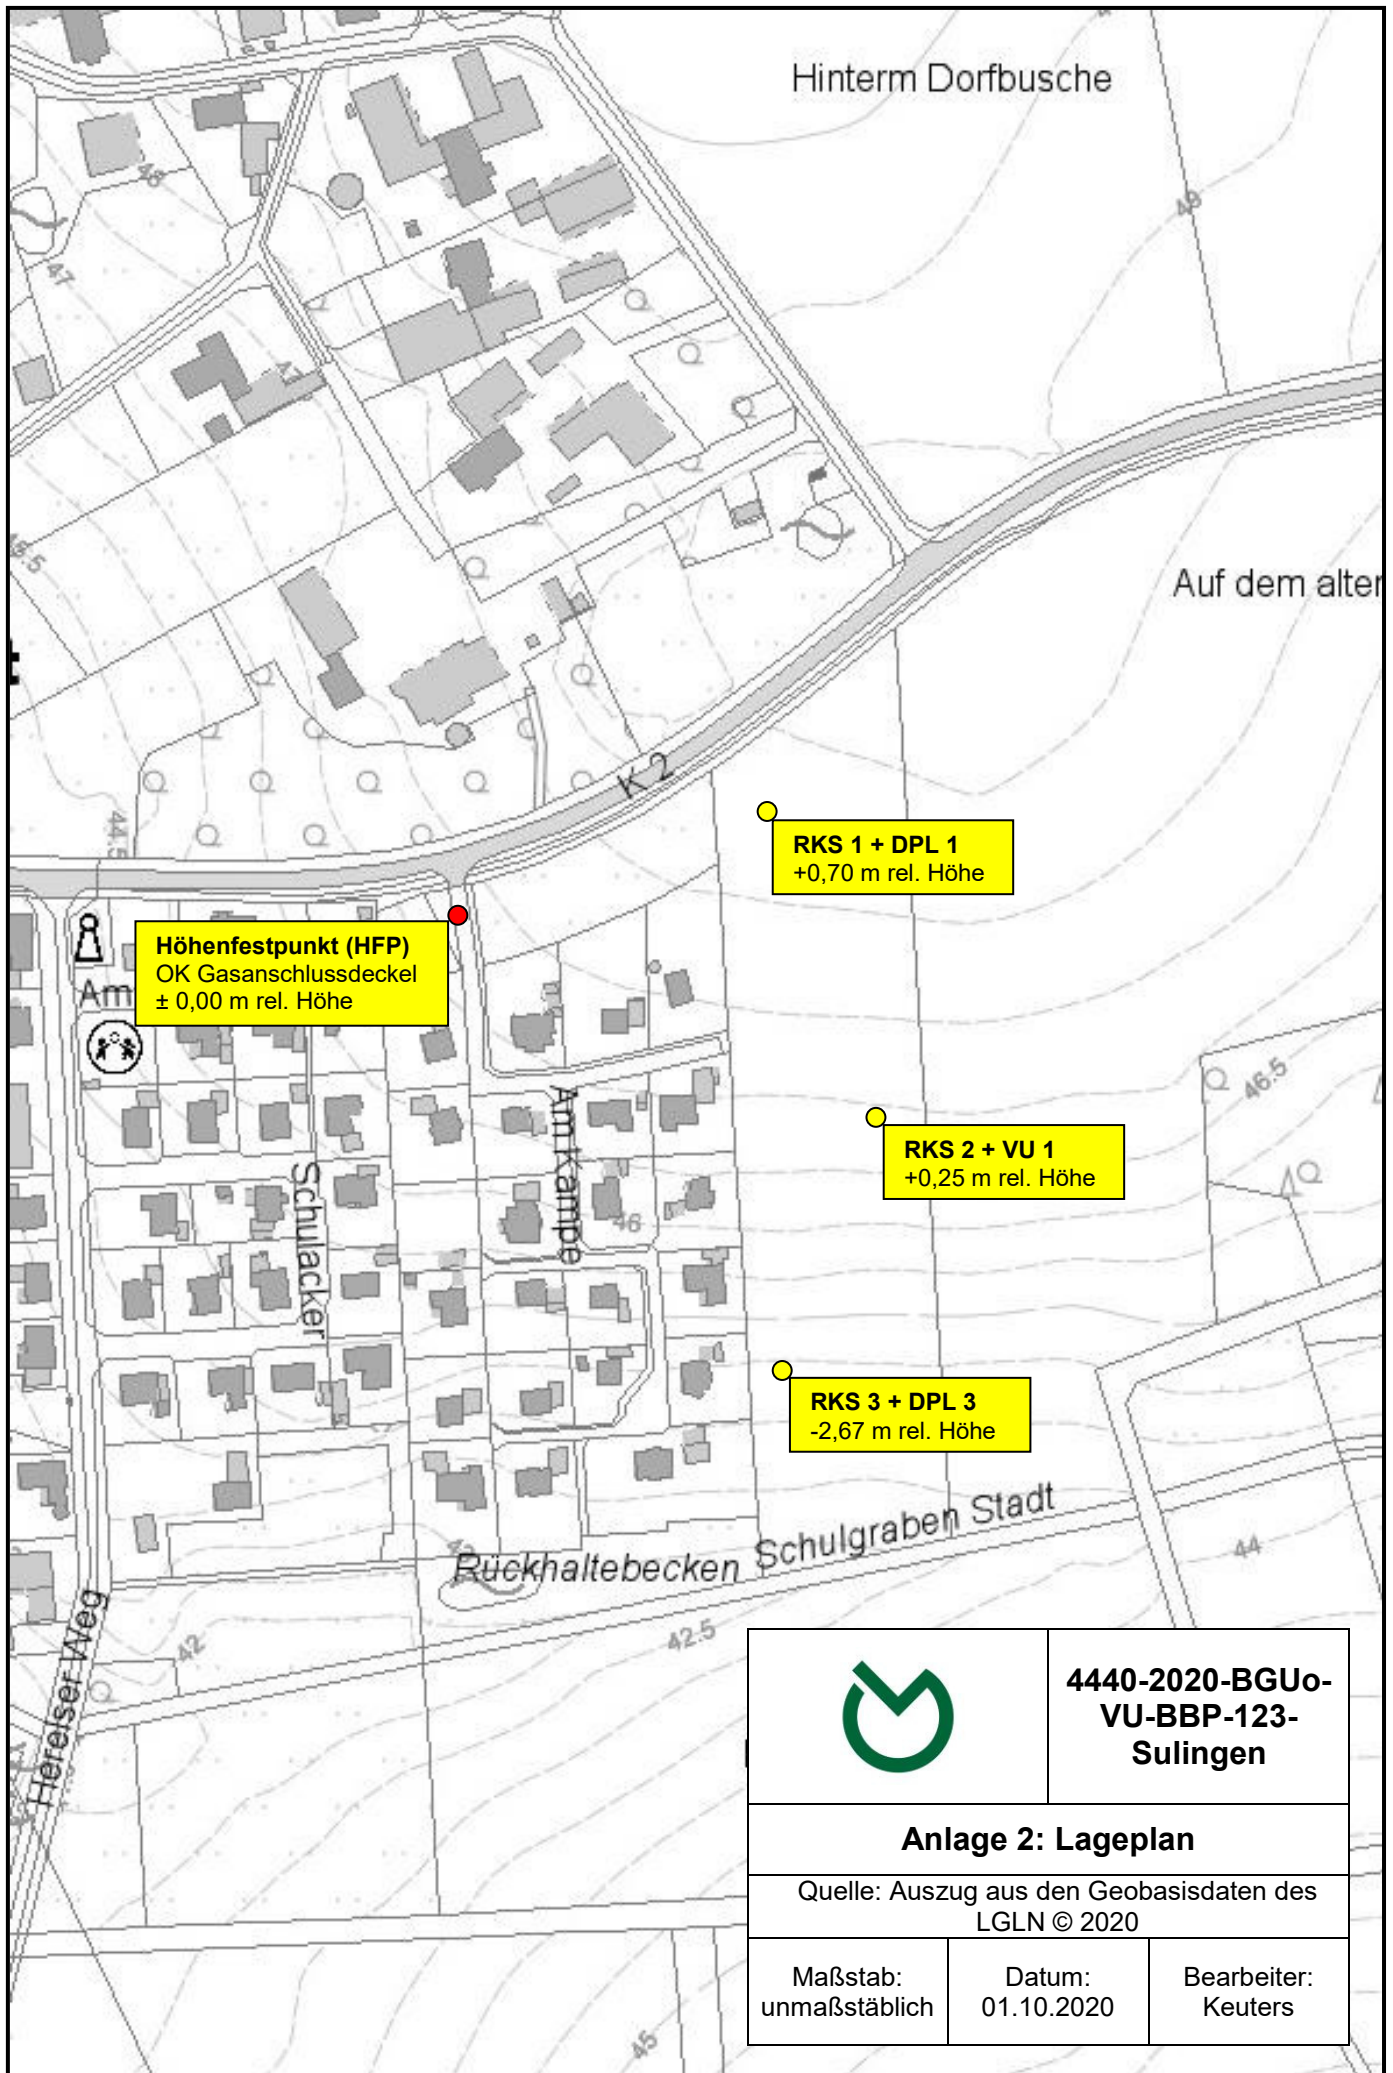 Hinterm Dorfbusche
48
49
47
47
Auf dem alter
t
K 2
44.5
RKS 1 + DPL 1
+0,70 m rel. Höhe
Höhenfestpunkt (HFP)
OK Gasanschlussdeckel
± 0,00 m rel. Höhe
Am
46.5
RKS 2 + VU 1
+0,25 m rel. Höhe
Am Kampe
Schulacker
46
RKS 3 + DPL 3
-2,67 m rel. Höhe
Rückhaltebecken
Schulgraben Stadt
44
42.5
42
Herelser Weg
4440-2020-BGUo-
VU-BBP-123-
Sulingen
Anlage 2: Lageplan
Quelle: Auszug aus den Geobasisdaten des
LGLN © 2020
Maßstab:
unmaßstäblich
Datum:
01.10.2020
Bearbeiter:
Keuters
45